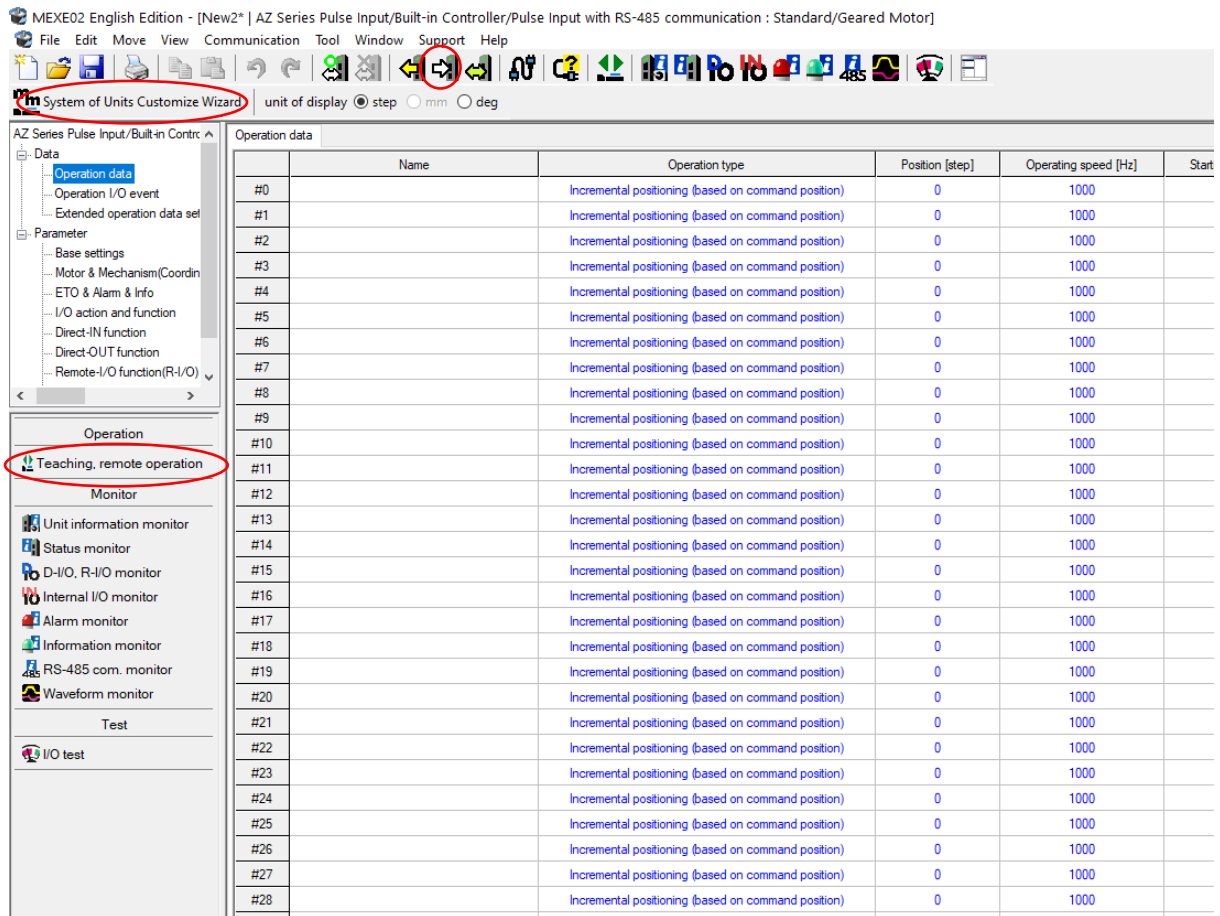 MEXE02 English Edition - [New2* | AZ Series Pulse Input/Built-in Controller/Pulse Input with RS-485 communication : Standard/Geared Motor]
File Edit Move View Communication Tool Window Support Help
System of Units Customize Wizard unit of display step mm deg
AZ Series Pulse Input/Built-in Contrc
Data
Operation data
Operation I/O event
Extended operation data set
Parameter
Base settings
Motor & Mechanism(Coordin
ETO & Alarm & Info
I/O action and function
Direct-IN function
Direct-OUT function
Remote-I/O function(R-I/O)
Operation
Teaching, remote operation
Monitor
Unit information monitor
Status monitor
D-I/O, R-I/O monitor
Internal I/O monitor
Alarm monitor
Information monitor
RS-485 com. monitor
Waveform monitor
Test
I/O test
Operation data
Name Operation type Position [step] Operating speed [Hz] Start
#0 Incremental positioning (based on command position) 0 1000
#1 Incremental positioning (based on command position) 0 1000
#2 Incremental positioning (based on command position) 0 1000
#3 Incremental positioning (based on command position) 0 1000
#4 Incremental positioning (based on command position) 0 1000
#5 Incremental positioning (based on command position) 0 1000
#6 Incremental positioning (based on command position) 0 1000
#7 Incremental positioning (based on command position) 0 1000
#8 Incremental positioning (based on command position) 0 1000
#9 Incremental positioning (based on command position) 0 1000
#10 Incremental positioning (based on command position) 0 1000
#11 Incremental positioning (based on command position) 0 1000
#12 Incremental positioning (based on command position) 0 1000
#13 Incremental positioning (based on command position) 0 1000
#14 Incremental positioning (based on command position) 0 1000
#15 Incremental positioning (based on command position) 0 1000
#16 Incremental positioning (based on command position) 0 1000
#17 Incremental positioning (based on command position) 0 1000
#18 Incremental positioning (based on command position) 0 1000
#19 Incremental positioning (based on command position) 0 1000
#20 Incremental positioning (based on command position) 0 1000
#21 Incremental positioning (based on command position) 0 1000
#22 Incremental positioning (based on command position) 0 1000
#23 Incremental positioning (based on command position) 0 1000
#24 Incremental positioning (based on command position) 0 1000
#25 Incremental positioning (based on command position) 0 1000
#26 Incremental positioning (based on command position) 0 1000
#27 Incremental positioning (based on command position) 0 1000
#28 Incremental positioning (based on command position) 0 1000